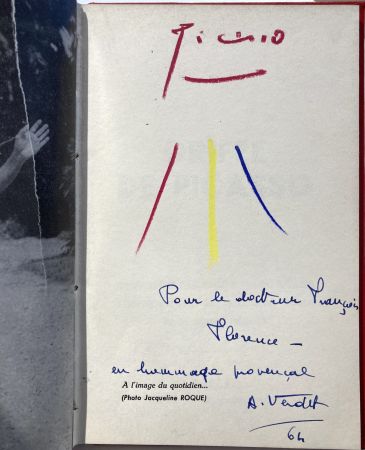 Picasso
Pour le docteur François
Florence —
en hommage provençal
A l'image du quotidien...
(Photo Jacqueline ROQUE)
A. Verdet
64